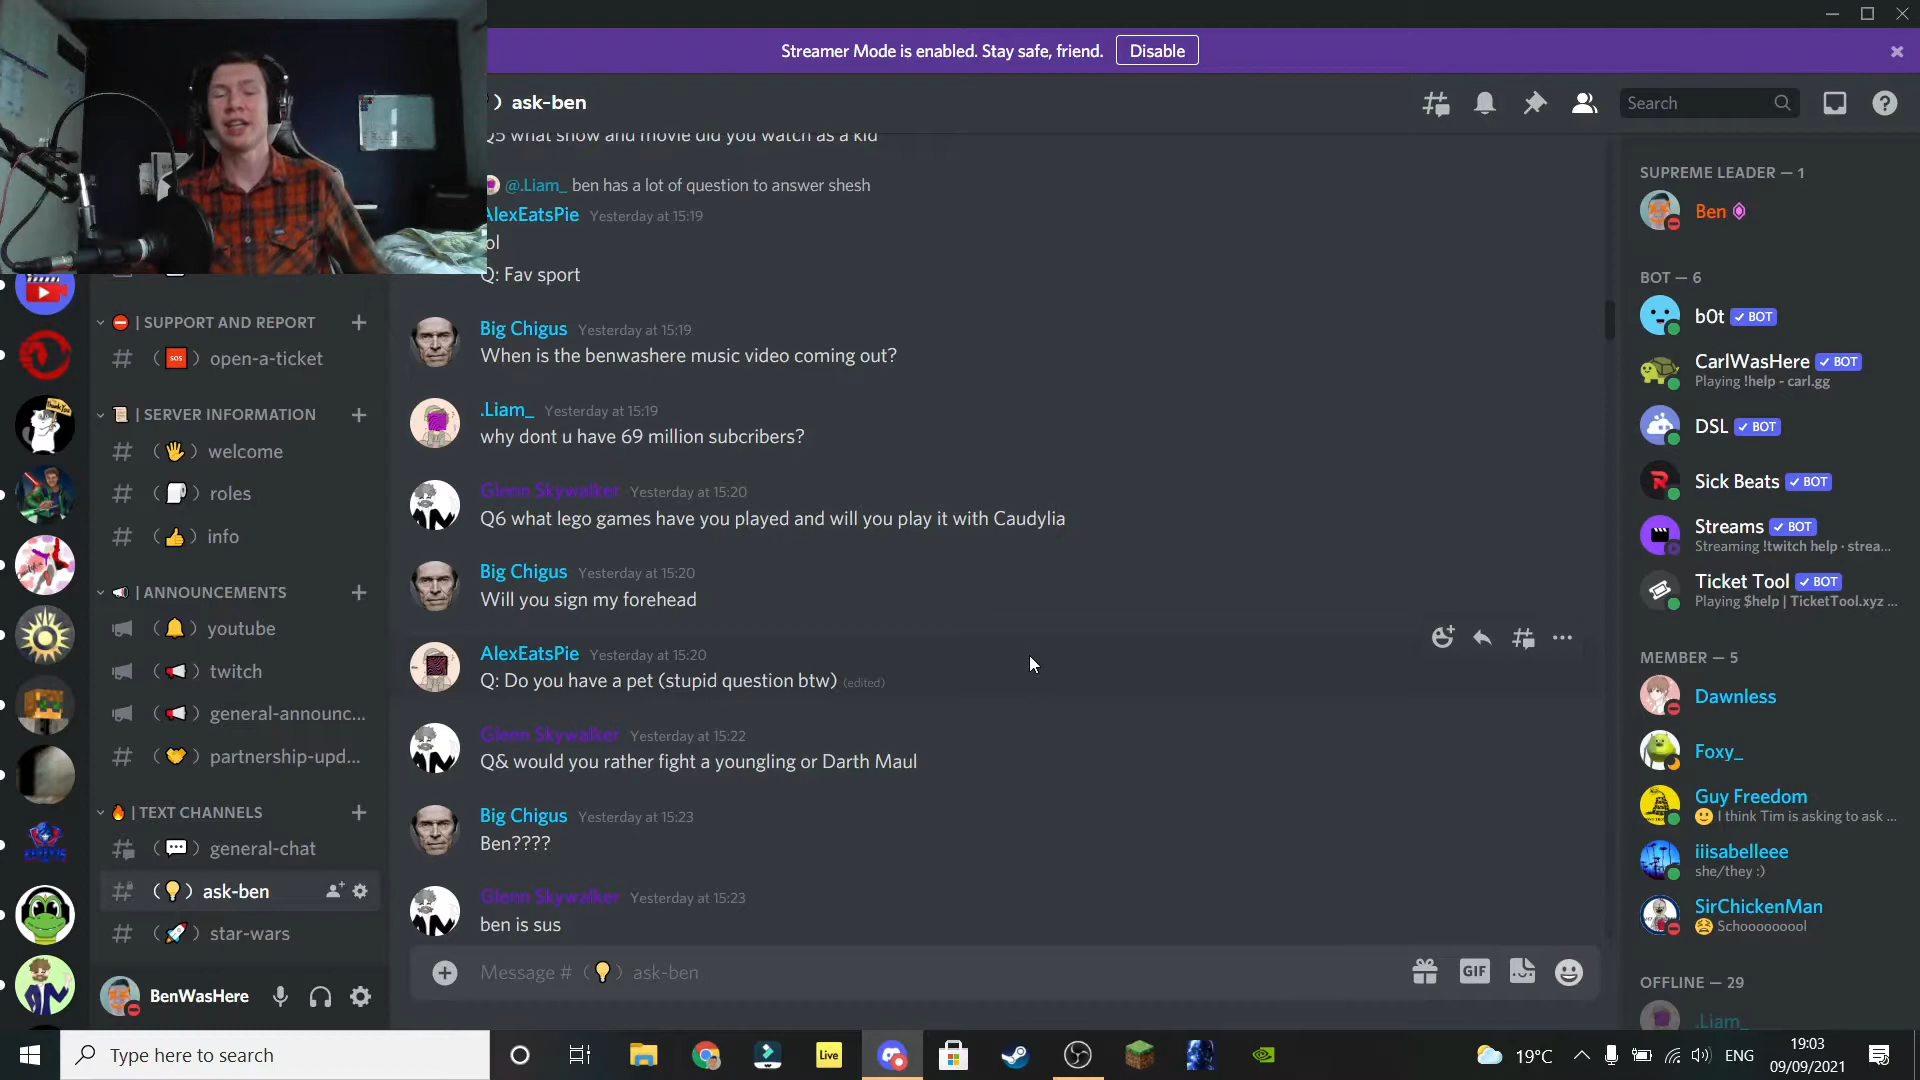 Streamer Mode is enabled. Stay safe, friend.
Disable
) ask-ben
Search
Q5 what show and movie did you watch as a kid
@.Liam_ ben has a lot of question to answer shesh
AlexEatsPie Yesterday at 15:19
ol
Q: Fav sport
Big Chigus Yesterday at 15:19
When is the benwashere music video coming out?
.Liam_ Yesterday at 15:19
why dont u have 69 million subcribers?
Glenn Skywalker Yesterday at 15:20
Q6 what lego games have you played and will you play it with Caudylia
Big Chigus Yesterday at 15:20
Will you sign my forehead
AlexEatsPie Yesterday at 15:20
Q: Do you have a pet (stupid question btw) (edited)
Glenn Skywalker Yesterday at 15:22
Q& would you rather fight a youngling or Darth Maul
Big Chigus Yesterday at 15:23
Ben????
Glenn Skywalker Yesterday at 15:23
ben is sus
Message # ( ) ask-ben
GIF
| SUPPORT AND REPORT
# ( SOS ) open-a-ticket
| SERVER INFORMATION
# ( ) welcome
# ( ) roles
# ( ) info
| ANNOUNCEMENTS
( ) youtube
( ) twitch
( ) general-announc...
# ( ) partnership-upd...
| TEXT CHANNELS
( ) general-chat
( ) ask-ben
# ( ) star-wars
BenWasHere
SUPREME LEADER — 1
Ben
BOT — 6
b0t ✓ BOT
CarlWasHere ✓ BOT
Playing !help - carl.gg
DSL ✓ BOT
Sick Beats ✓ BOT
Streams ✓ BOT
Streaming !twitch help · strea...
Ticket Tool ✓ BOT
Playing $help | TicketTool.xyz ...
MEMBER — 5
Dawnless
Foxy_
Guy Freedom
I think Tim is asking to ask ...
iiisabelleee
she/they :)
SirChickenMan
Schooooooool
OFFLINE — 29
.Liam_
Type here to search
Live
19°C
ENG
19:03
09/09/2021